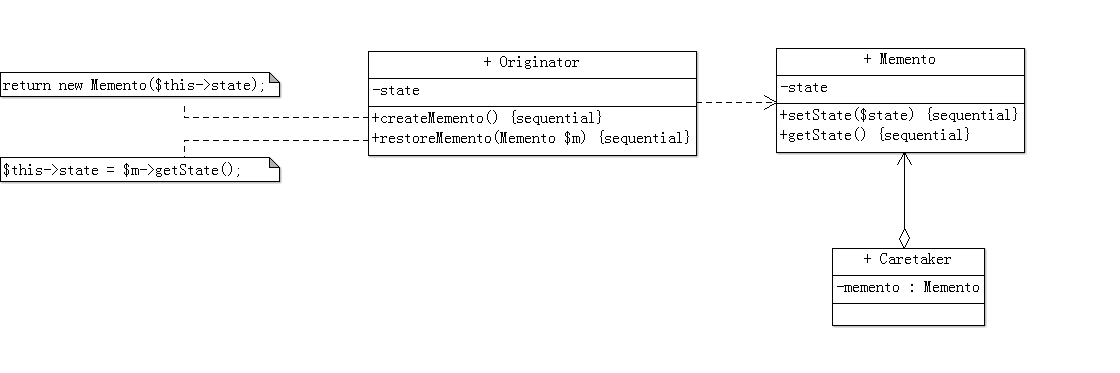 return new Memento($this->state);
$this->state = $m->getState();
+ Originator
-state
+createMemento() {sequential}
+restoreMemento(Memento $m) {sequential}
+ Memento
-state
+setState($state) {sequential}
+getState() {sequential}
+ Caretaker
-memento : Memento